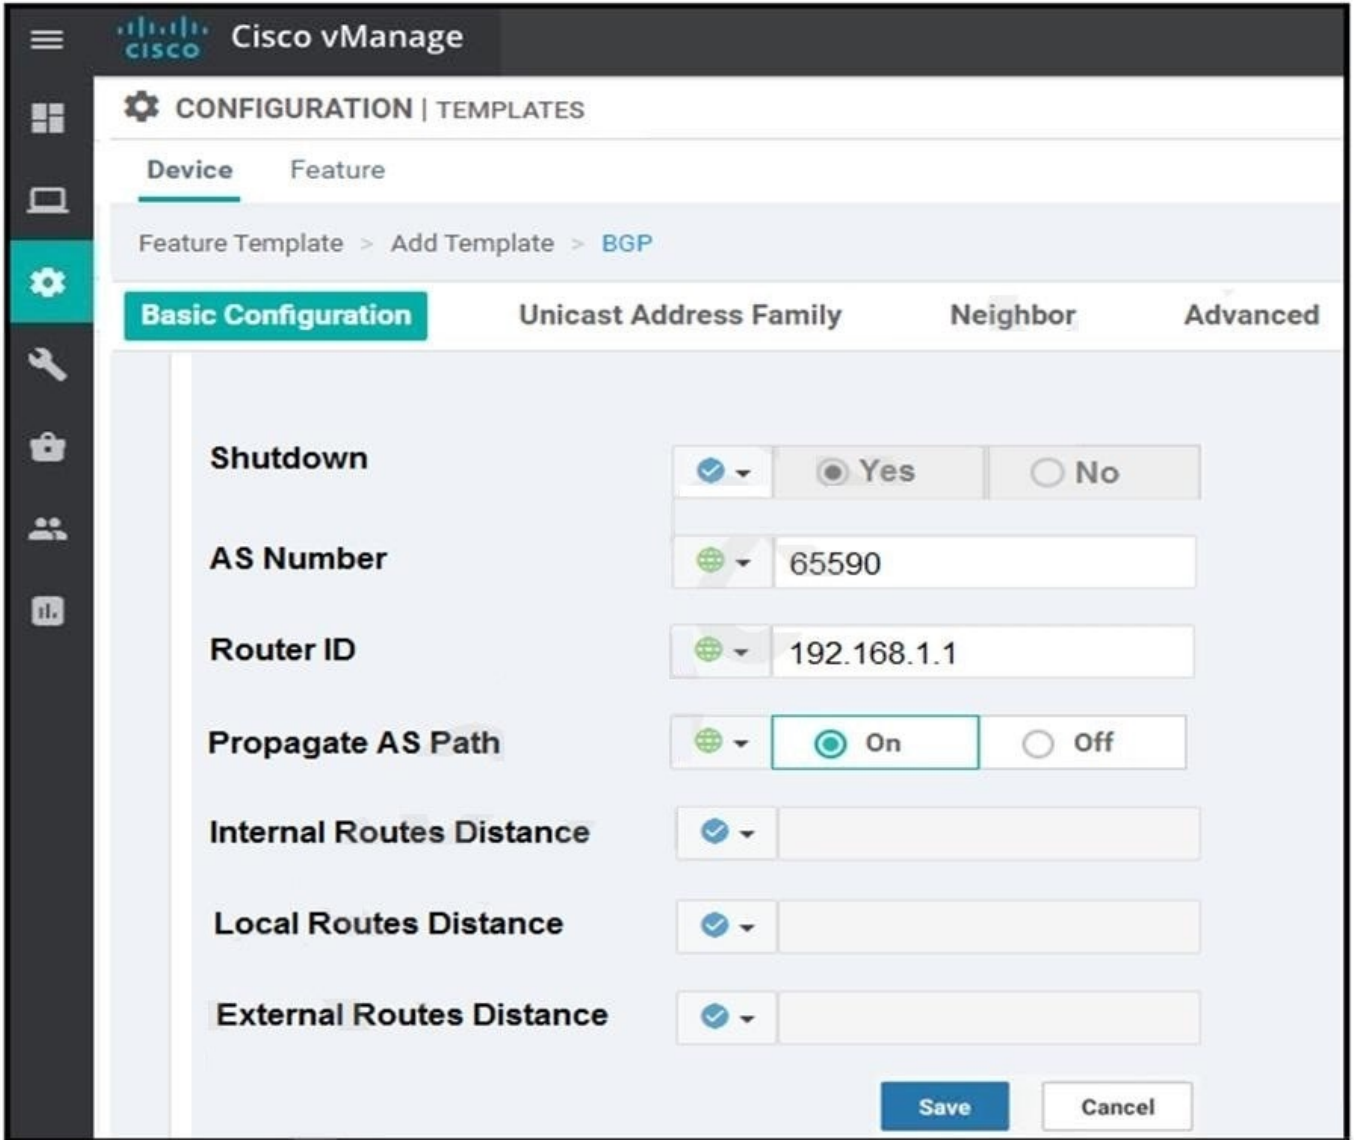 CISCO Cisco vManage
CONFIGURATION | TEMPLATES
Device Feature
Feature Template > Add Template > BGP
Basic Configuration Unicast Address Family Neighbor Advanced
Shutdown Yes No
AS Number 65590
Router ID 192.168.1.1
Propagate AS Path On Off
Internal Routes Distance
Local Routes Distance
External Routes Distance
Save Cancel